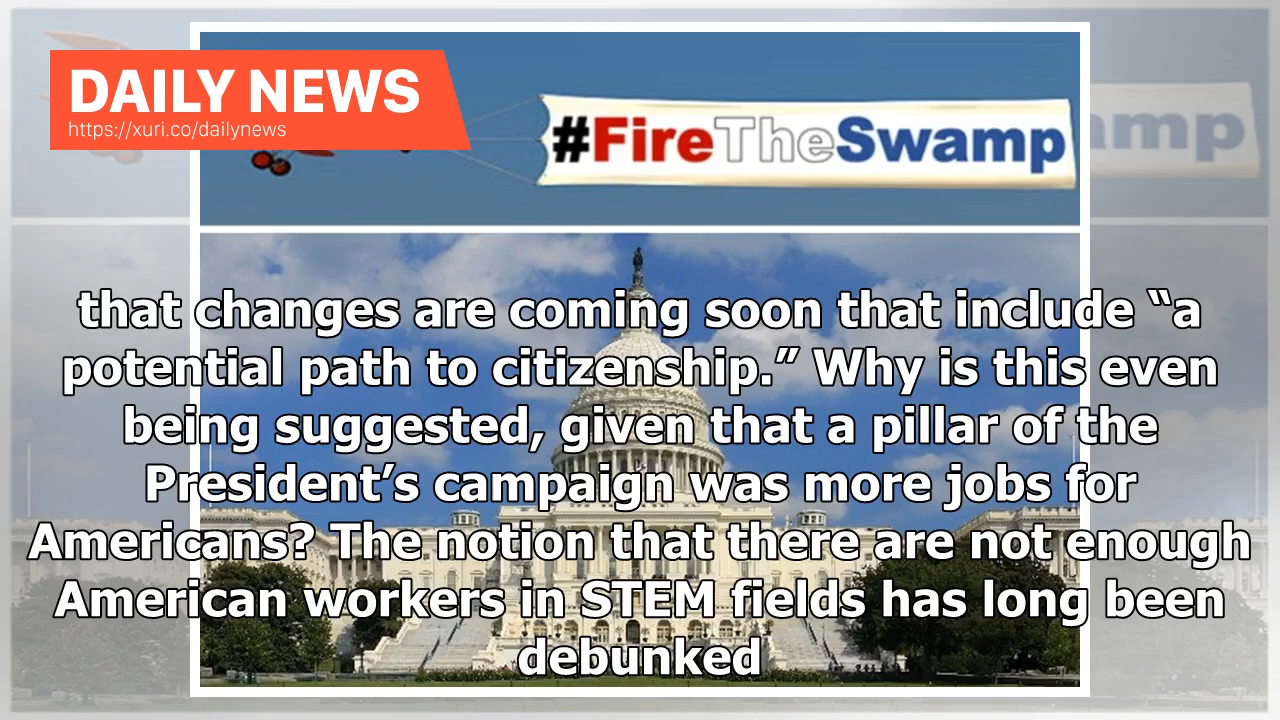 DAILY NEWS
https://xuri.co/dailynews
#FireTheSwamp
amp
that changes are coming soon that include “a
potential path to citizenship.” Why is this even
being suggested, given that a pillar of the
President’s campaign was more jobs for
Americans? The notion that there are not enough
American workers in STEM fields has long been
debunked